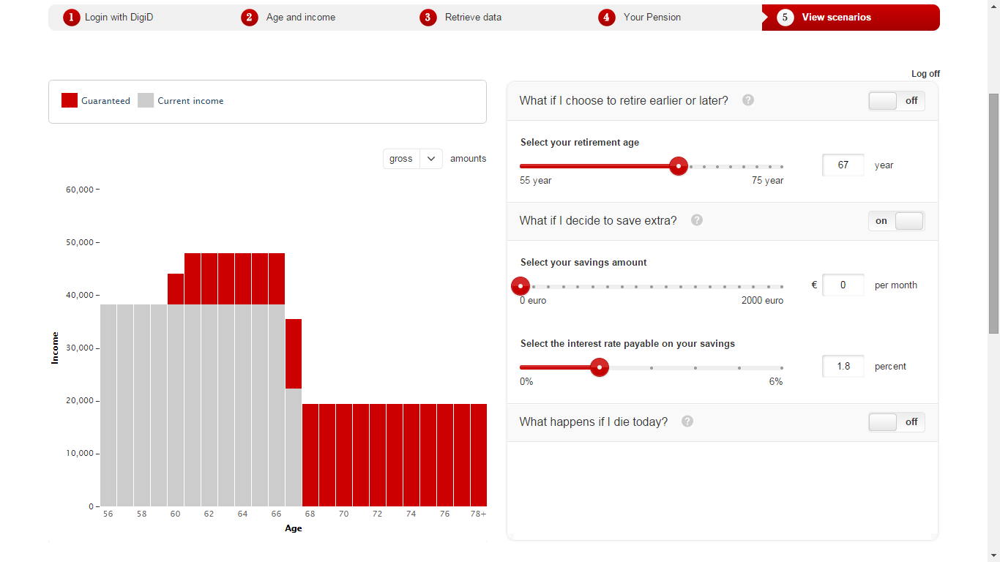 1 Login with DigiD
2 Age and income
3 Retrieve data
4 Your Pension
5 View scenarios
Log off
Guaranteed Current income
gross amounts
60,000
50,000
40,000
30,000
20,000
10,000
0
Income
56 58 60 62 64 66 68 70 72 74 76 78+
Age
What if I choose to retire earlier or later? ? off
Select your retirement age
67 year
55 year 75 year
What if I decide to save extra? ? on
Select your savings amount
€ 0 per month
0 euro 2000 euro
Select the interest rate payable on your savings
1.8 percent
0% 6%
What happens if I die today? ? off